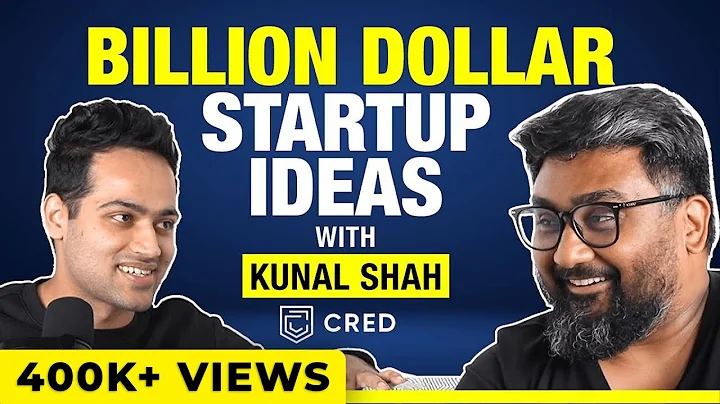 BILLION DOLLAR
STARTUP
IDEAS
WITH
KUNAL SHAH
CRED
400K+ VIEWS